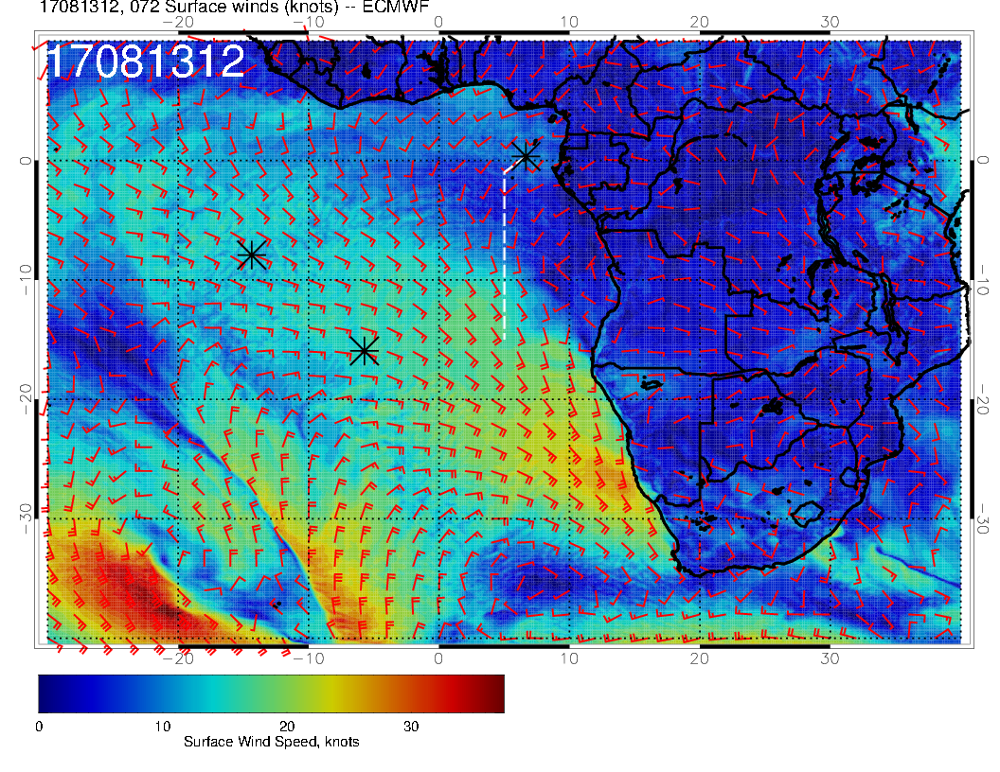 17081312, 072 Surface winds (knots) -- ECMWF
−20 −10 0 10 20 30
17081312
0 0
−10 −10
−20 −20
−30 −30
−20 −10 0 10 20 30
0 10 20 30
Surface Wind Speed, knots